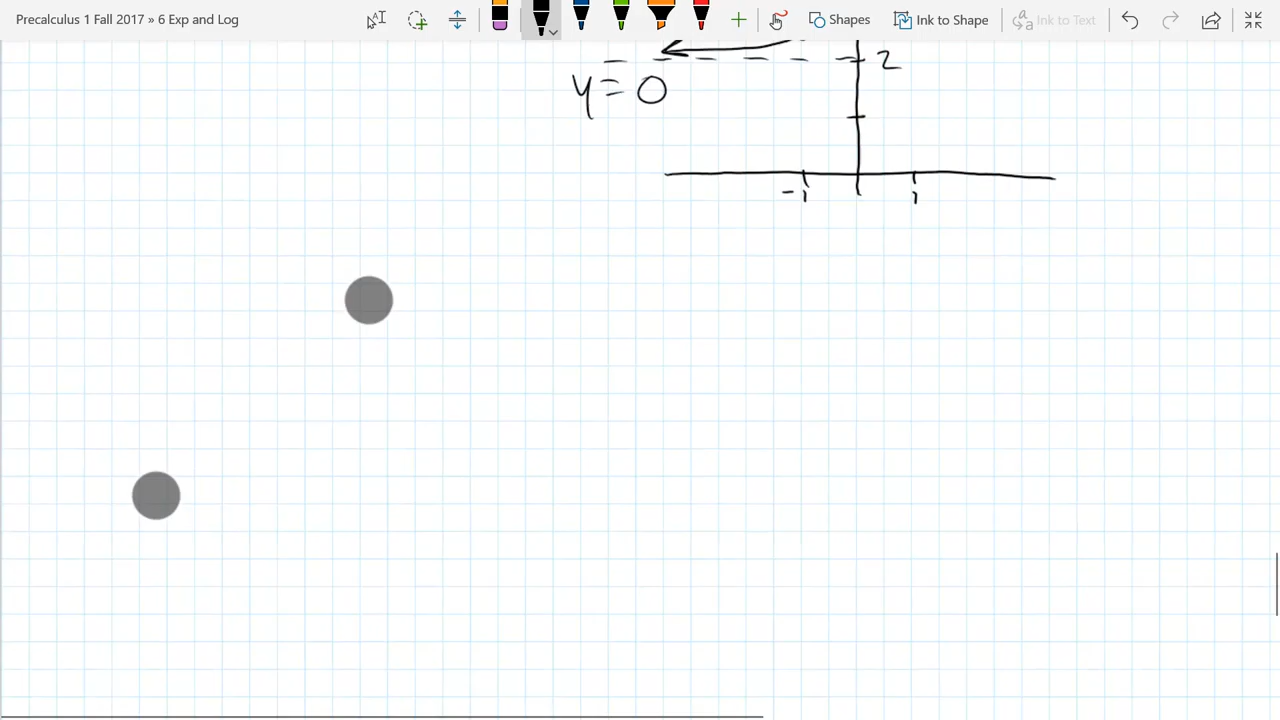 Precalculus 1 Fall 2017 » 6 Exp and Log
Shapes
Ink to Shape
Ink to Text
2
y = 0
-1 1